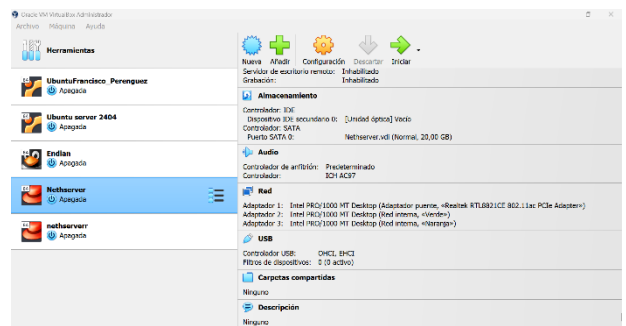 Oracle VM VirtualBox Administrador
Archivo Máquina Ayuda
Herramientas
UbuntuFrancisco_Perenguez
Apagada
Ubuntu server 2404
Apagada
Endian
Apagada
Nethserver
Apagada
nethserverr
Apagada
Nueva Añadir Configuración Descartar Iniciar
Servidor de escritorio remoto: Inhabilitado
Grabación: Inhabilitado
Almacenamiento
Controlador: IDE
Dispositivo IDE secundario 0: [Unidad óptica] Vacío
Controlador: SATA
Puerto SATA 0: Nethserver.vdi (Normal, 20,00 GB)
Audio
Controlador de anfitrión: Predeterminado
Controlador: ICH AC97
Red
Adaptador 1: Intel PRO/1000 MT Desktop (Adaptador puente, «Realtek RTL8821CE 802.11ac PCIe Adapter»)
Adaptador 2: Intel PRO/1000 MT Desktop (Red interna, «Verde»)
Adaptador 3: Intel PRO/1000 MT Desktop (Red interna, «Naranja»)
USB
Controlador USB: OHCI, EHCI
Filtros de dispositivos: 0 (0 activo)
Carpetas compartidas
Ninguno
Descripción
Ninguno